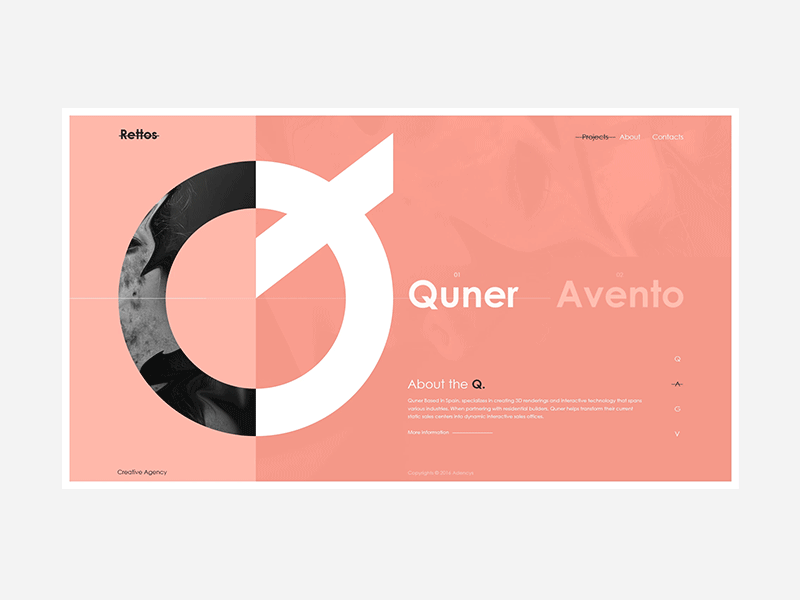 Rettos
Projects About Contacts
01
Quner Avento
Q
About the Q.
A
Quner Based in Spain, specializes in creating 3D renderings and interactive technology that spans
various industries. When partnering with residential builders, Quner helps transform their current
static sales centers into dynamic interactive sales offices.
G
More Information
V
Creative Agency
Copyrights © 2016